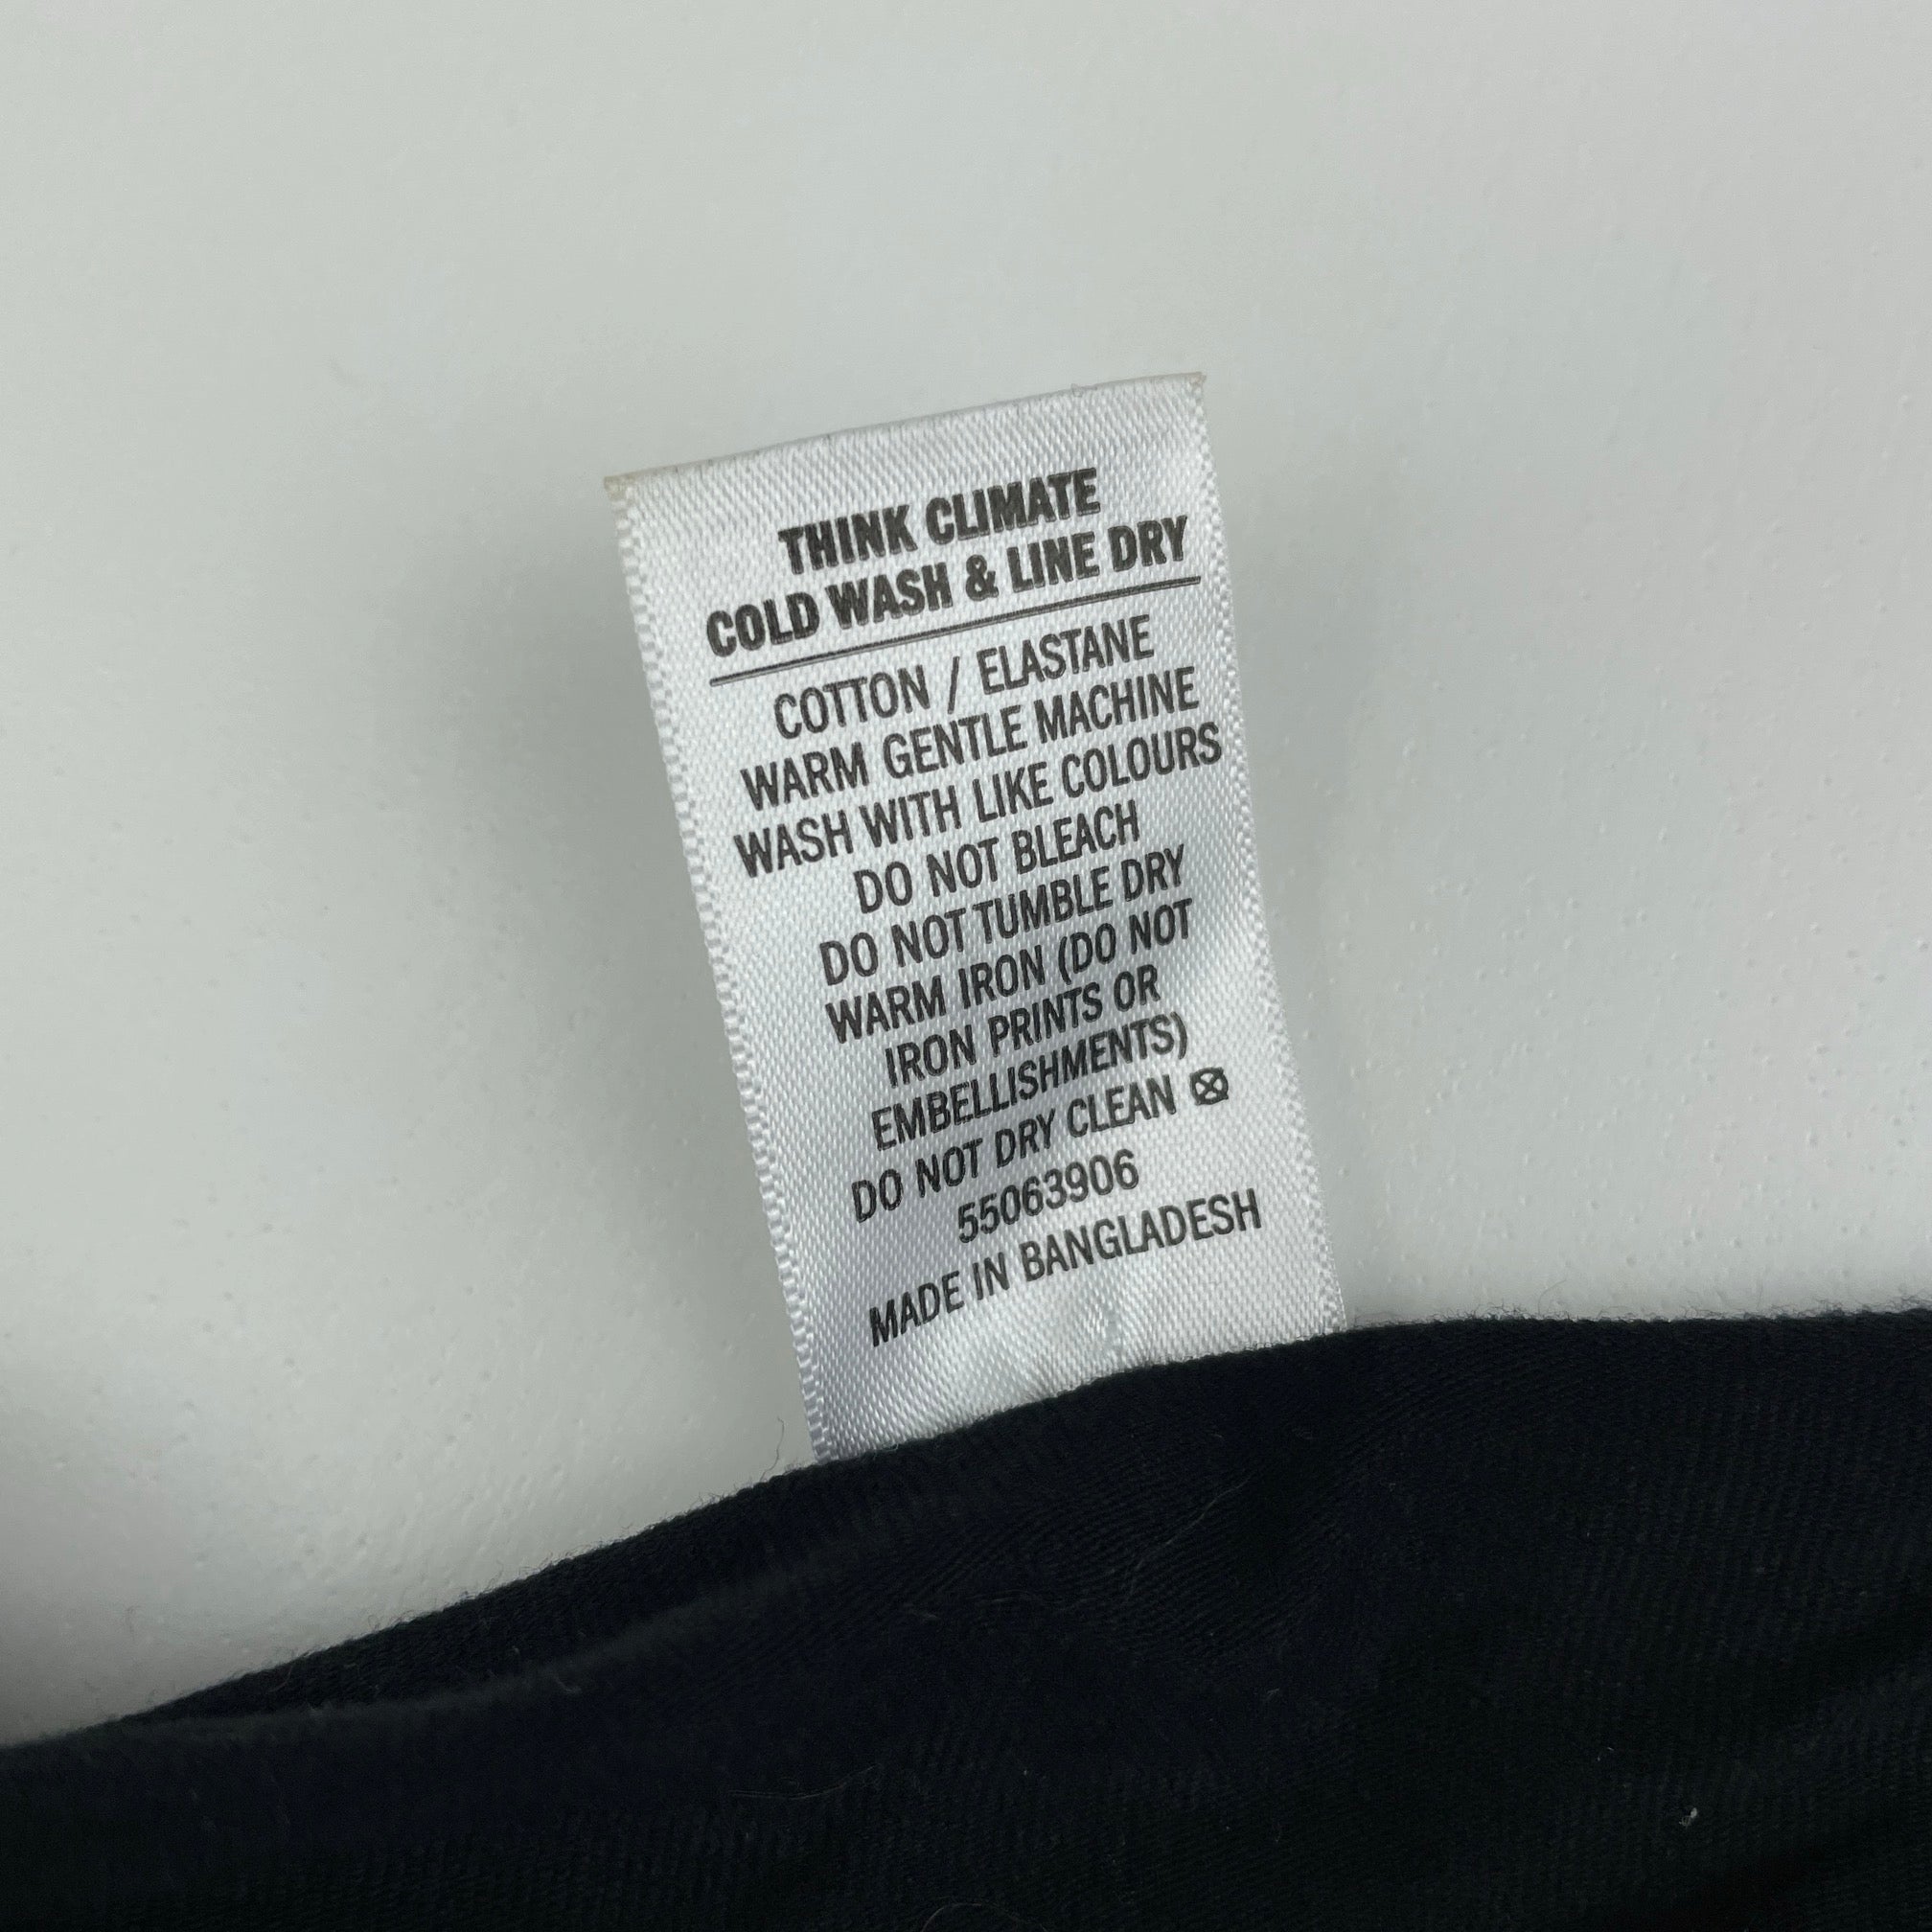 THINK CLIMATE
COLD WASH & LINE DRY
COTTON / ELASTANE
WARM GENTLE MACHINE
WASH WITH LIKE COLOURS
DO NOT BLEACH
DO NOT TUMBLE DRY
WARM IRON (DO NOT
IRON PRINTS OR
EMBELLISHMENTS)
DO NOT DRY CLEAN
55063906
MADE IN BANGLADESH